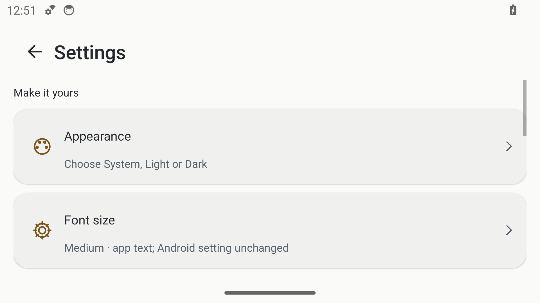 12:51
Settings
Make it yours
Appearance
Choose System, Light or Dark
Font size
Medium · app text; Android setting unchanged